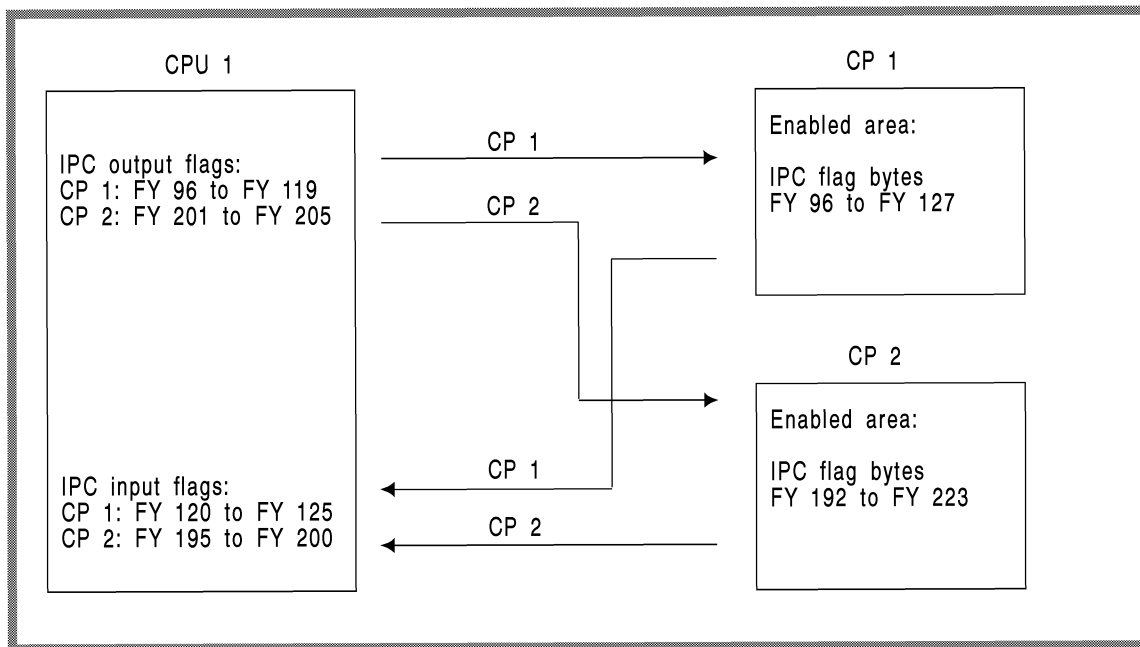 CPU 1
IPC output flags:
CP 1: FY 96 to FY 119
CP 2: FY 201 to FY 205
IPC input flags:
CP 1: FY 120 to FY 125
CP 2: FY 195 to FY 200
CP 1
CP 2
CP 1
CP 2
CP 1
Enabled area:
IPC flag bytes
FY 96 to FY 127
CP 2
Enabled area:
IPC flag bytes
FY 192 to FY 223